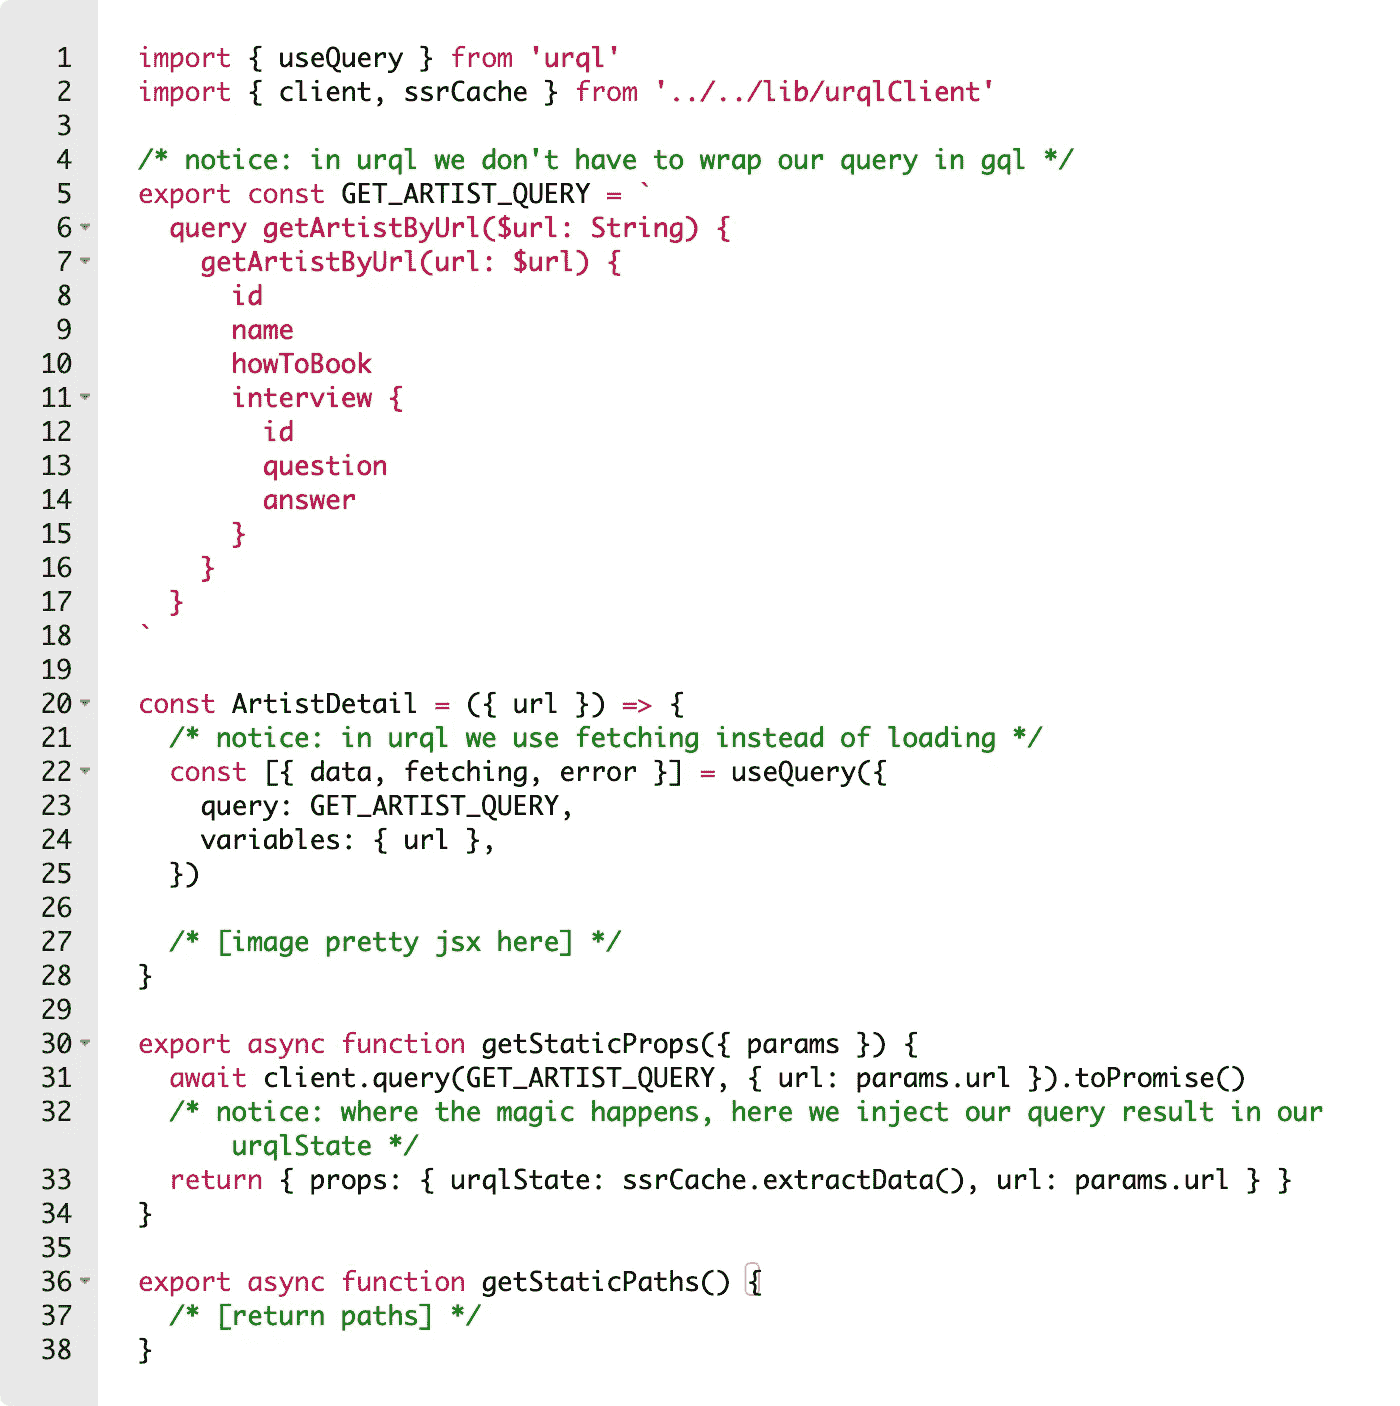 1 import { useQuery } from 'urql'
2 import { client, ssrCache } from '../../lib/urqlClient'
3
4 /* notice: in urql we don't have to wrap our query in gql */
5 export const GET_ARTIST_QUERY = `
6   query getArtistByUrl($url: String) {
7     getArtistByUrl(url: $url) {
8       id
9       name
10       howToBook
11       interview {
12         id
13         question
14         answer
15       }
16     }
17   }
18 `
19
20 const ArtistDetail = ({ url }) => {
21   /* notice: in urql we use fetching instead of loading */
22   const [{ data, fetching, error }] = useQuery({
23     query: GET_ARTIST_QUERY,
24     variables: { url },
25   })
26
27   /* [image pretty jsx here] */
28 }
29
30 export async function getStaticProps({ params }) {
31   await client.query(GET_ARTIST_QUERY, { url: params.url }).toPromise()
32   /* notice: where the magic happens, here we inject our query result in our
urqlState */
33   return { props: { urqlState: ssrCache.extractData(), url: params.url } }
34 }
35
36 export async function getStaticPaths() {
37   /* [return paths] */
38 }